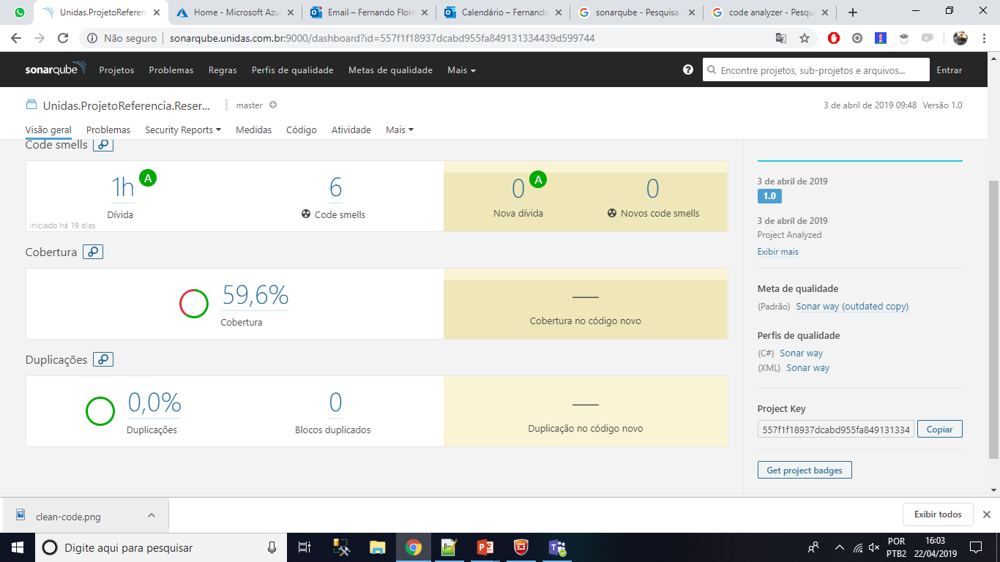 Unidas.ProjetoReferenc
Home - Microsoft Azu
Email – Fernando Flore
Calendário – Fernando
sonarqube - Pesquisa
code analyzer - Pesqu
Não seguro
sonarqube.unidas.com.br:9000/dashboard?id=557f1f18937dcabd955fa849131334439d599744
sonarqube
Projetos
Problemas
Regras
Perfis de qualidade
Metas de qualidade
Mais
Encontre projetos, sub-projetos e arquivos...
Entrar
Unidas.ProjetoReferencia.Reser...
master
3 de abril de 2019 09:48 Versão 1.0
Visão geral
Problemas
Security Reports
Medidas
Código
Atividade
Mais
Code smells
1h A
Dívida
iniciado há 19 dias
6
Code smells
0 A
Nova dívida
0
Novos code smells
Cobertura
59,6%
Cobertura
—
Cobertura no código novo
Duplicações
0,0%
Duplicações
0
Blocos duplicados
—
Duplicação no código novo
3 de abril de 2019
1.0
3 de abril de 2019
Project Analyzed
Exibir mais
Meta de qualidade
(Padrão) Sonar way (outdated copy)
Perfis de qualidade
(C#) Sonar way
(XML) Sonar way
Project Key
557f1f18937dcabd955fa849131334
Copiar
Get project badges
clean-code.png
Exibir todos
Digite aqui para pesquisar
POR
PTB2
16:03
22/04/2019